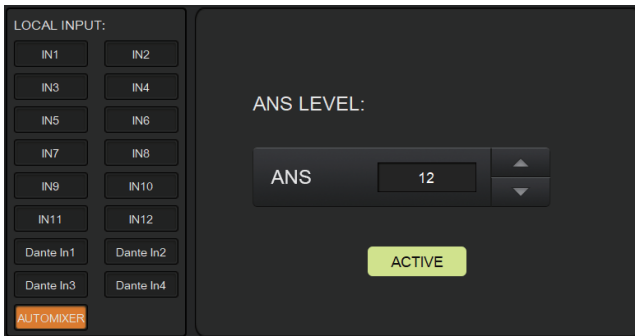 LOCAL INPUT:
IN1 IN2
IN3 IN4
IN5 IN6
IN7 IN8
IN9 IN10
IN11 IN12
Dante In1 Dante In2
Dante In3 Dante In4
AUTOMIXER
ANS LEVEL:
ANS 12
ACTIVE